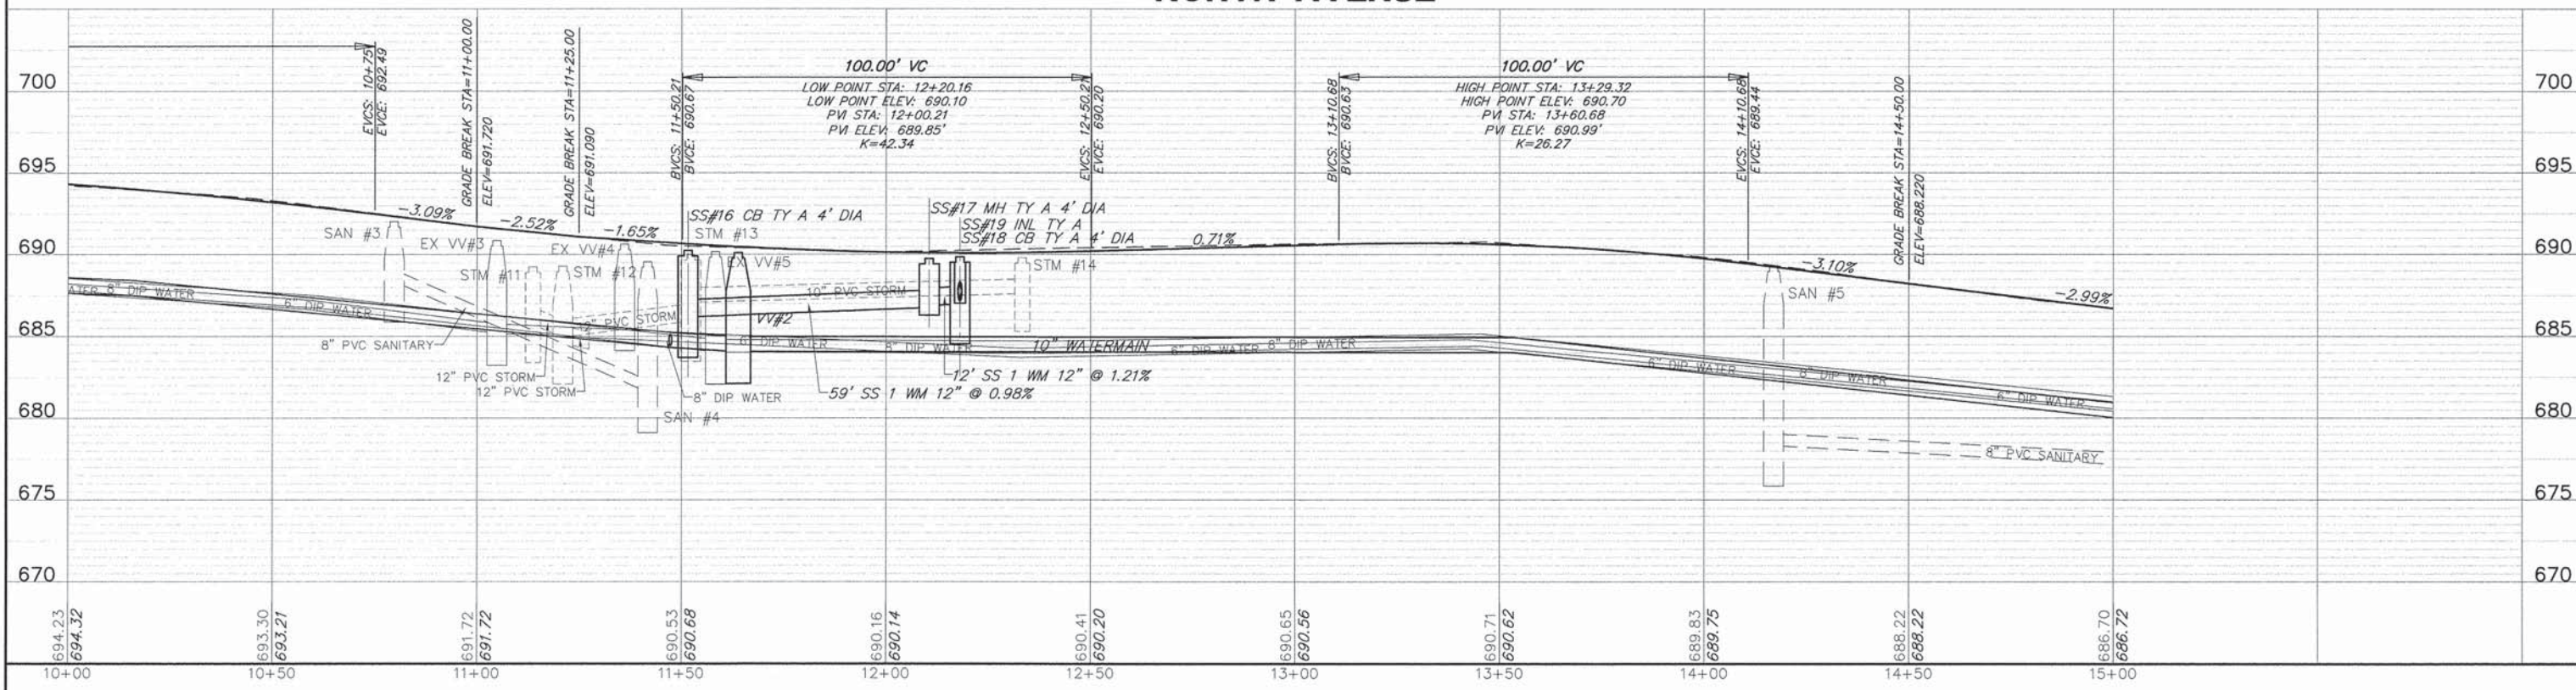 700
695
690
685
680
675
670
700
695
690
685
680
675
670
EVCS: 10+75
EVCE: 692.49
GRADE BREAK STA=11+00.00
ELEV=691.720
GRADE BREAK STA=11+25.00
ELEV=691.090
BVCS: 11+50.21
BVCE: 690.67
100.00' VC
LOW POINT STA: 12+20.16
LOW POINT ELEV: 690.10
PVI STA: 12+00.21
PVI ELEV: 689.85'
K=42.34
EVCS: 12+50.21
EVCE: 690.20
BVCS: 13+10.68
BVCE: 690.63
100.00' VC
HIGH POINT STA: 13+29.32
HIGH POINT ELEV: 690.70
PVI STA: 13+60.68
PVI ELEV: 690.99'
K=26.27
EVCS: 14+10.68
EVCE: 689.44
GRADE BREAK STA=14+50.00
ELEV=688.220
-3.09%
-2.52%
-1.65%
0.71%
-3.10%
-2.99%
SAN #3
EX VV#3
EX VV#4
STM #11
STM #12
SS#16 CB TY A 4' DIA
STM #13
EX VV#5
SS#17 MH TY A 4' DIA
SS#19 INL TY A
SS#18 CB TY A 4' DIA
STM #14
SAN #5
8" DIP WATER
6" DIP WATER
8" PVC SANITARY
12" PVC STORM
12" PVC STORM
12" PVC STORM
10" PVC STORM
VV#2
6" DIP WATER
8" DIP WATER
10" WATERMAIN
6" DIP WATER
8" DIP WATER
12' SS 1 WM 12" @ 1.21%
59' SS 1 WM 12" @ 0.98%
8" DIP WATER
SAN #4
6" DIP WATER
8" DIP WATER
6" DIP WATER
8" PVC SANITARY
694.23
694.32
693.30
693.21
691.72
691.72
690.53
690.68
690.16
690.14
690.41
690.20
690.65
690.56
690.71
690.62
689.83
689.75
688.22
688.22
686.70
686.72
10+00
10+50
11+00
11+50
12+00
12+50
13+00
13+50
14+00
14+50
15+00